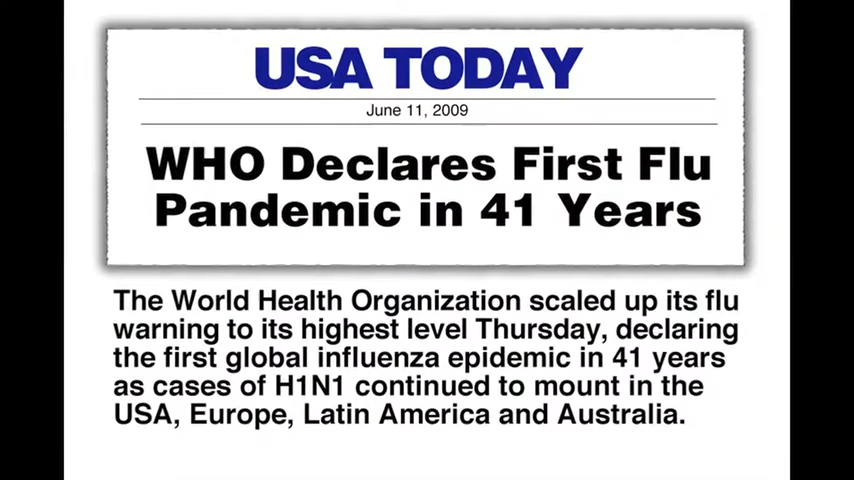 USA TODAY
June 11, 2009
WHO Declares First Flu
Pandemic in 41 Years
The World Health Organization scaled up its flu
warning to its highest level Thursday, declaring
the first global influenza epidemic in 41 years
as cases of H1N1 continued to mount in the
USA, Europe, Latin America and Australia.